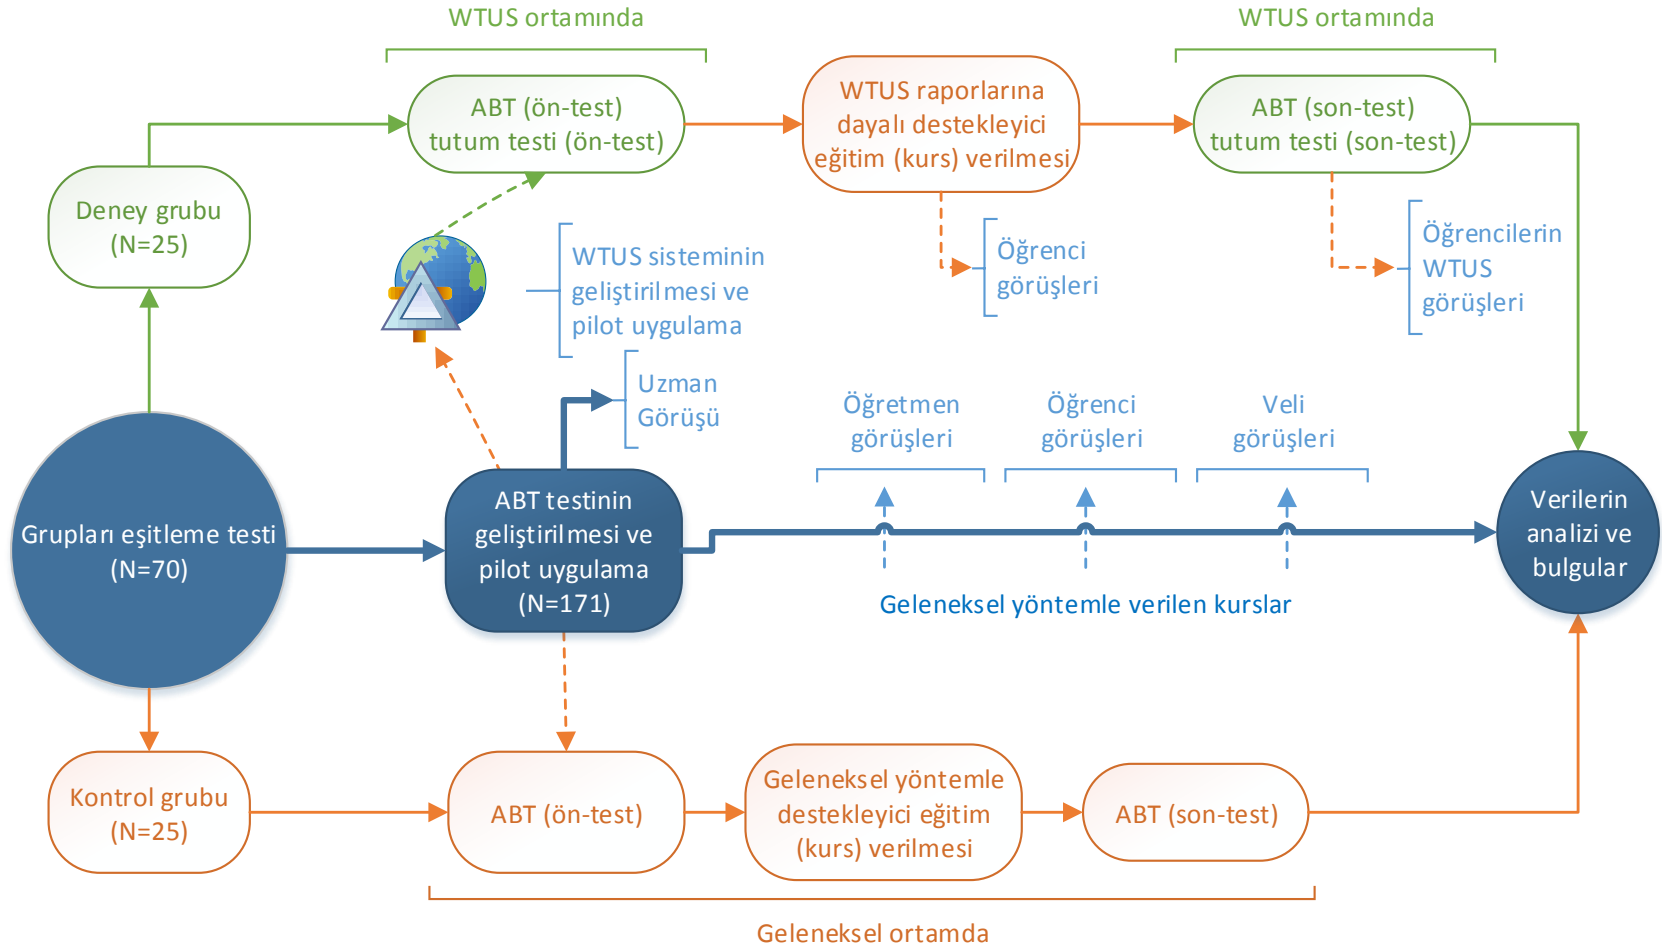 WTUS ortamında
WTUS ortamında
ABT (ön-test)
tutum testi (ön-test)
WTUS raporlarına
dayalı destekleyici
eğitim (kurs) verilmesi
ABT (son-test)
tutum testi (son-test)
Deney grubu
(N=25)
WTUS sisteminin
geliştirilmesi ve
pilot uygulama
Öğrenci
görüşleri
Öğrencilerin
WTUS
görüşleri
Uzman
Görüşü
Öğretmen
görüşleri
Öğrenci
görüşleri
Veli
görüşleri
Grupları eşitleme testi
(N=70)
ABT testinin
geliştirilmesi ve
pilot uygulama
(N=171)
Verilerin
analizi ve
bulgular
Geleneksel yöntemle verilen kurslar
Kontrol grubu
(N=25)
ABT (ön-test)
Geleneksel yöntemle
destekleyici eğitim
(kurs) verilmesi
ABT (son-test)
Geleneksel ortamda